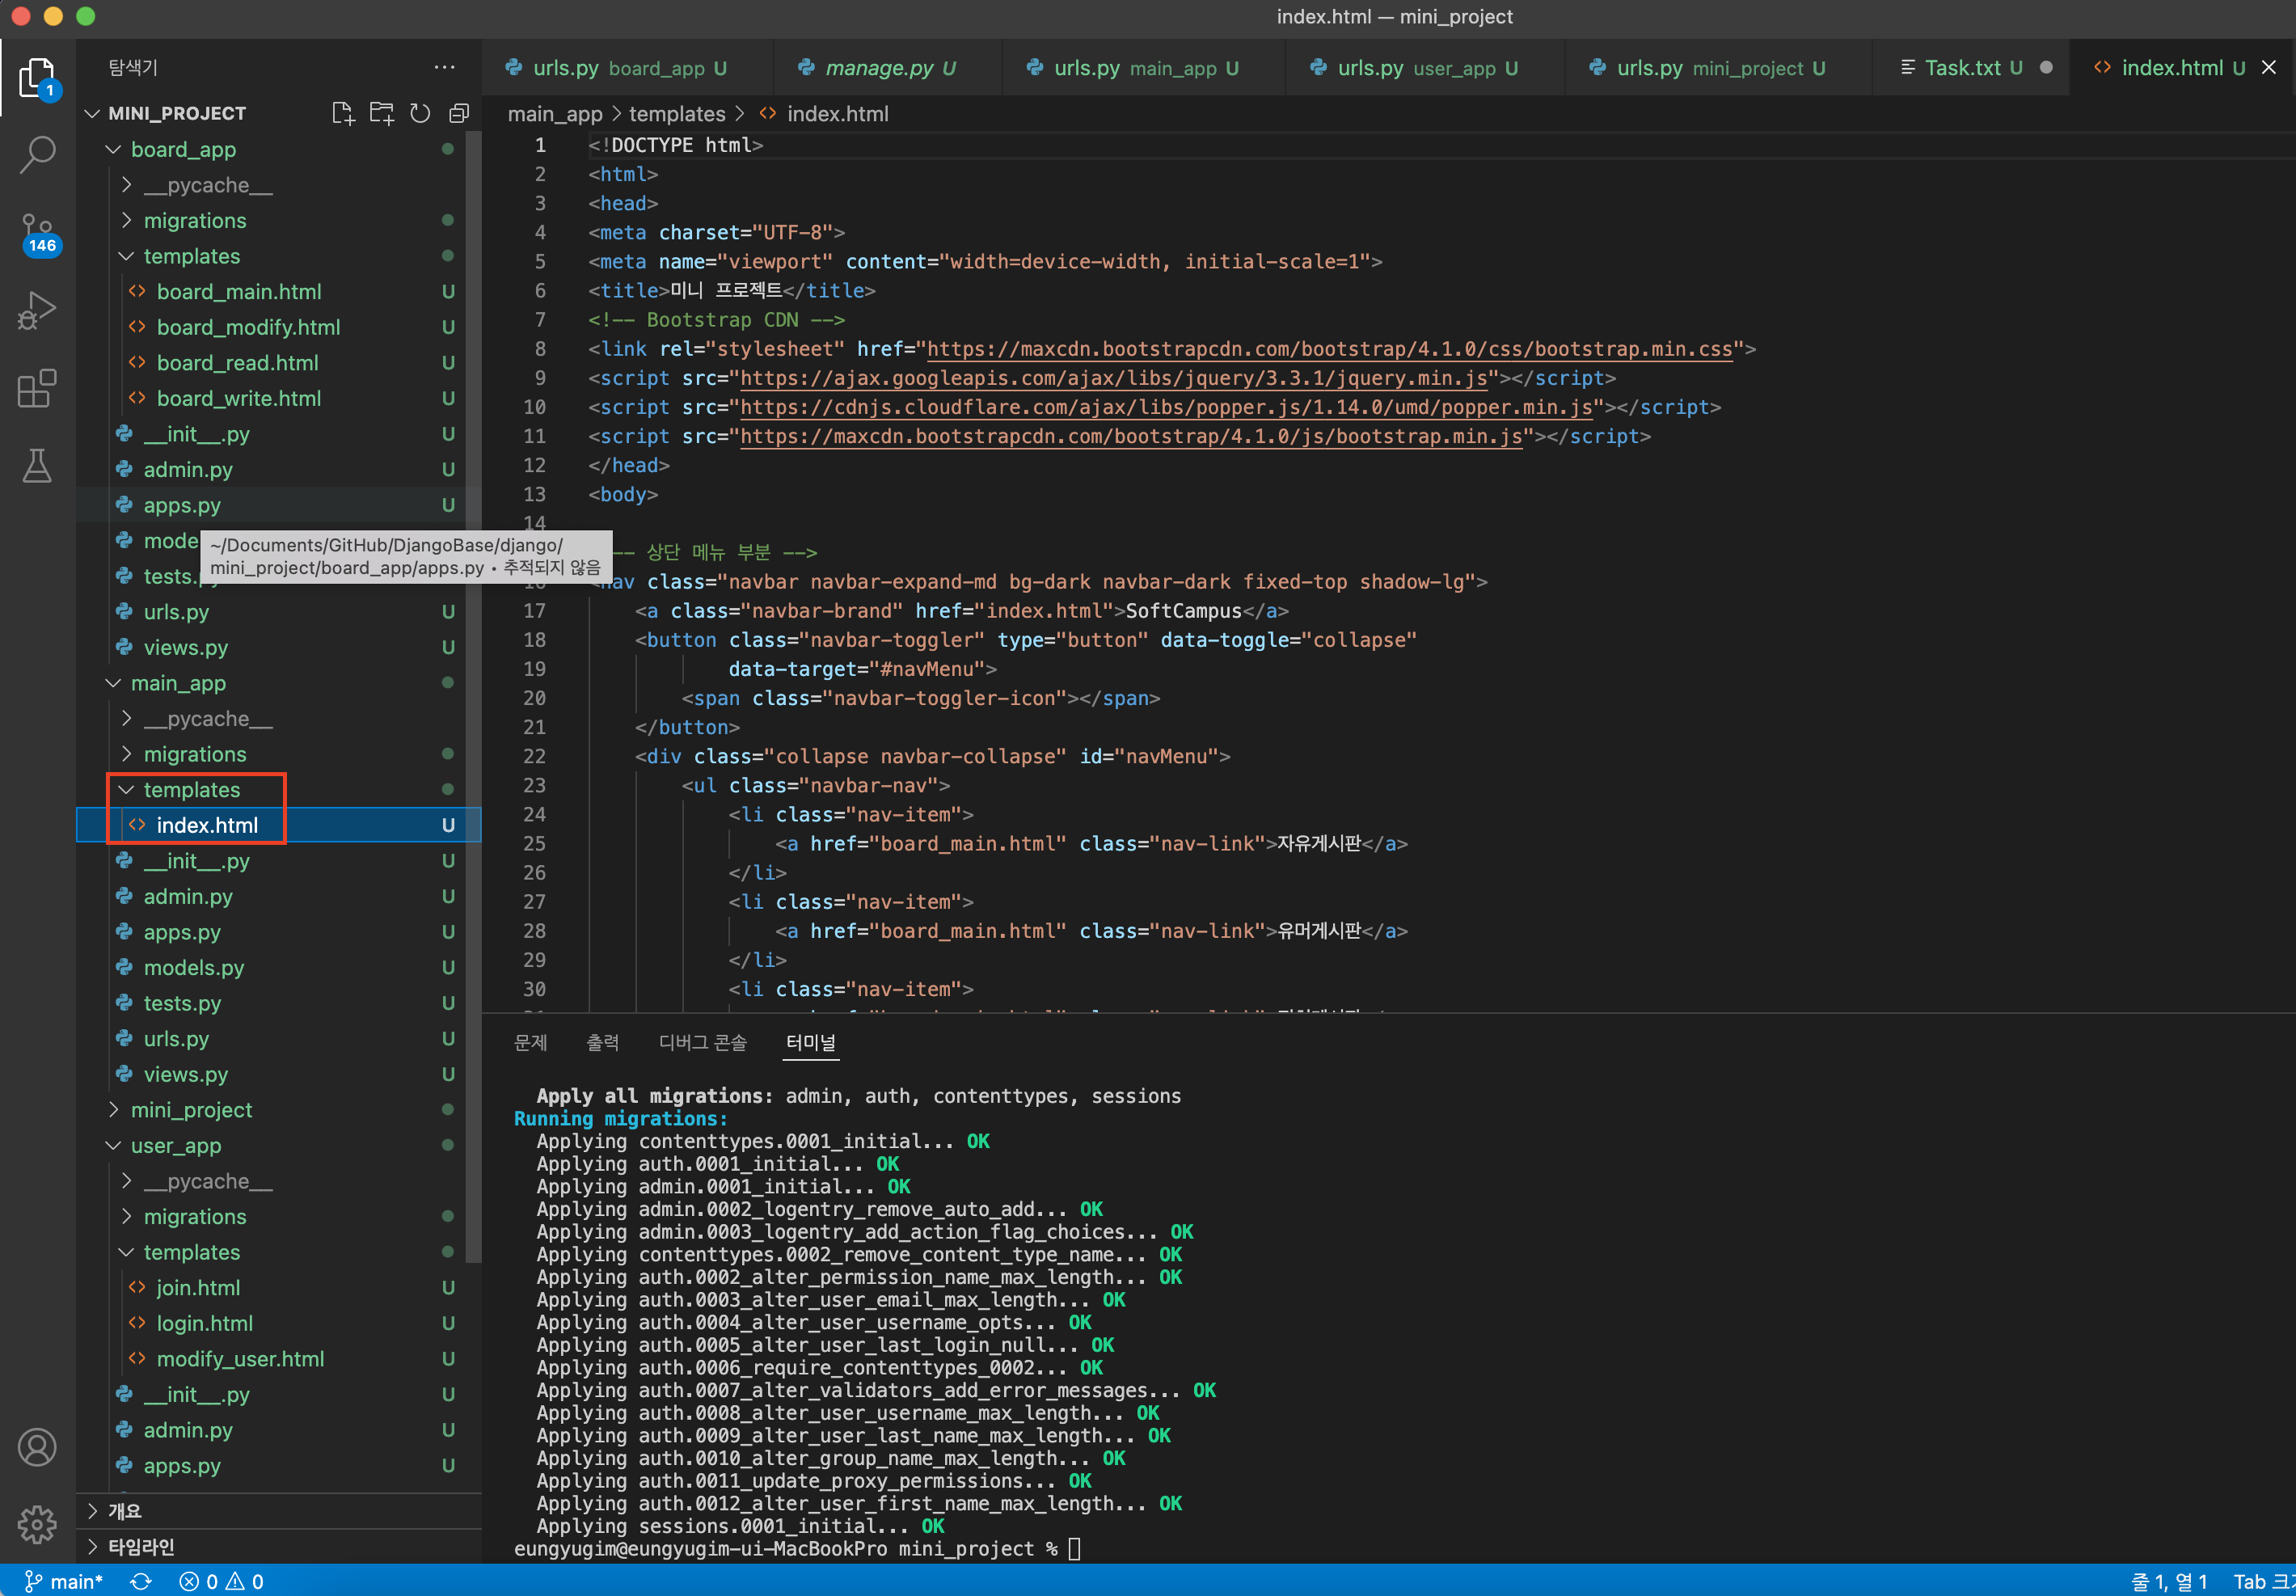 index.html — mini_project
탐색기 ···
urls.py board_app U
manage.py U
urls.py main_app U
urls.py user_app U
urls.py mini_project U
Task.txt U
index.html U
1
146
MINI_PROJECT
board_app
__pycache__
migrations
templates
board_main.html U
board_modify.html U
board_read.html U
board_write.html U
__init__.py U
admin.py U
apps.py U
mode
tests.
~/Documents/GitHub/DjangoBase/django/
mini_project/board_app/apps.py • 추적되지 않음
urls.py U
views.py U
main_app
__pycache__
migrations
templates
index.html U
__init__.py U
admin.py U
apps.py U
models.py U
tests.py U
urls.py U
views.py U
mini_project
user_app
__pycache__
migrations
templates
join.html U
login.html U
modify_user.html U
__init__.py U
admin.py U
apps.py U
개요
타임라인
main_app > templates > index.html
1 <!DOCTYPE html>
2 <html>
3 <head>
4 <meta charset="UTF-8">
5 <meta name="viewport" content="width=device-width, initial-scale=1">
6 <title>미니 프로젝트</title>
7 <!-- Bootstrap CDN -->
8 <link rel="stylesheet" href="https://maxcdn.bootstrapcdn.com/bootstrap/4.1.0/css/bootstrap.min.css">
9 <script src="https://ajax.googleapis.com/ajax/libs/jquery/3.3.1/jquery.min.js"></script>
10 <script src="https://cdnjs.cloudflare.com/ajax/libs/popper.js/1.14.0/umd/popper.min.js"></script>
11 <script src="https://maxcdn.bootstrapcdn.com/bootstrap/4.1.0/js/bootstrap.min.js"></script>
12 </head>
13 <body>
14
-- 상단 메뉴 부분 -->
nav class="navbar navbar-expand-md bg-dark navbar-dark fixed-top shadow-lg">
17 <a class="navbar-brand" href="index.html">SoftCampus</a>
18 <button class="navbar-toggler" type="button" data-toggle="collapse"
19 data-target="#navMenu">
20 <span class="navbar-toggler-icon"></span>
21 </button>
22 <div class="collapse navbar-collapse" id="navMenu">
23 <ul class="navbar-nav">
24 <li class="nav-item">
25 <a href="board_main.html" class="nav-link">자유게시판</a>
26 </li>
27 <li class="nav-item">
28 <a href="board_main.html" class="nav-link">유머게시판</a>
29 </li>
30 <li class="nav-item">
문제 출력 디버그 콘솔 터미널
Apply all migrations: admin, auth, contenttypes, sessions
Running migrations:
Applying contenttypes.0001_initial... OK
Applying auth.0001_initial... OK
Applying admin.0001_initial... OK
Applying admin.0002_logentry_remove_auto_add... OK
Applying admin.0003_logentry_add_action_flag_choices... OK
Applying contenttypes.0002_remove_content_type_name... OK
Applying auth.0002_alter_permission_name_max_length... OK
Applying auth.0003_alter_user_email_max_length... OK
Applying auth.0004_alter_user_username_opts... OK
Applying auth.0005_alter_user_last_login_null... OK
Applying auth.0006_require_contenttypes_0002... OK
Applying auth.0007_alter_validators_add_error_messages... OK
Applying auth.0008_alter_user_username_max_length... OK
Applying auth.0009_alter_user_last_name_max_length... OK
Applying auth.0010_alter_group_name_max_length... OK
Applying auth.0011_update_proxy_permissions... OK
Applying auth.0012_alter_user_first_name_max_length... OK
Applying sessions.0001_initial... OK
eungyugim@eungyugim-ui-MacBookPro mini_project %
main* 0 0 줄 1, 열 1 Tab